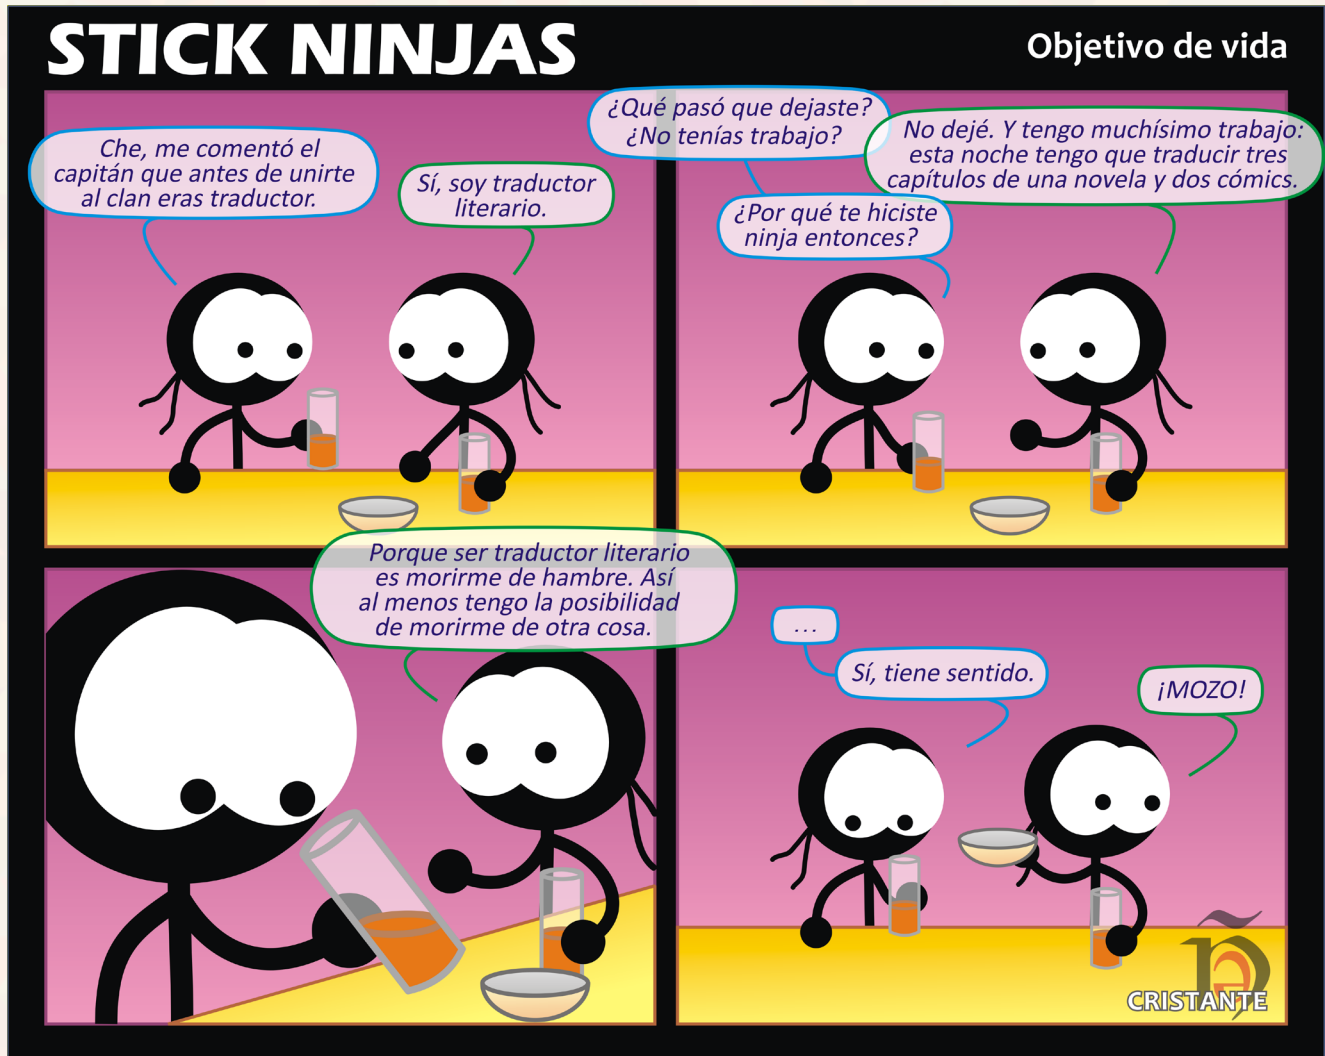 STICK NINJAS
Objetivo de vida
Che, me comentó el
capitán que antes de unirte
al clan eras traductor.
Sí, soy traductor
literario.
¿Qué pasó que dejaste?
¿No tenías trabajo?
No dejé. Y tengo muchísimo trabajo:
esta noche tengo que traducir tres
capítulos de una novela y dos cómics.
¿Por qué te hiciste
ninja entonces?
Porque ser traductor literario
es morirme de hambre. Así
al menos tengo la posibilidad
de morirme de otra cosa.
...
Sí, tiene sentido.
¡MOZO!
CRISTANTE